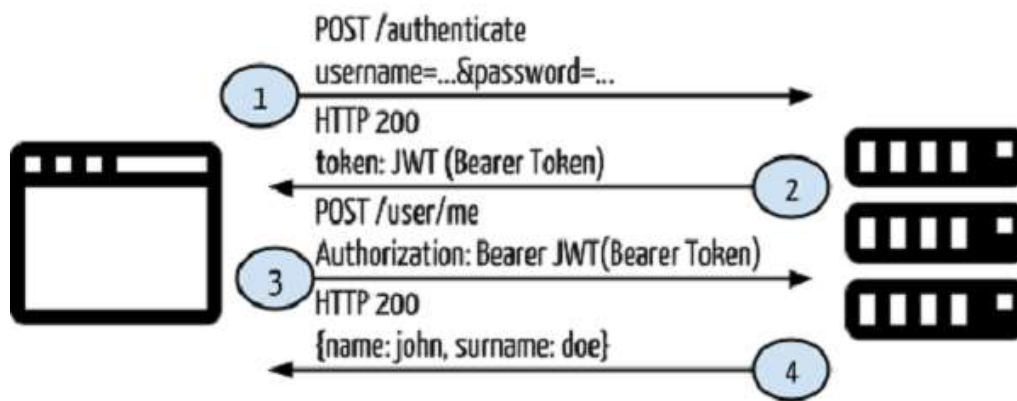 POST /authenticate
username=...&password=...
1
HTTP 200
token: JWT (Bearer Token)
2
POST /user/me
Authorization: Bearer JWT(Bearer Token)
3
HTTP 200
{name: john, surname: doe}
4